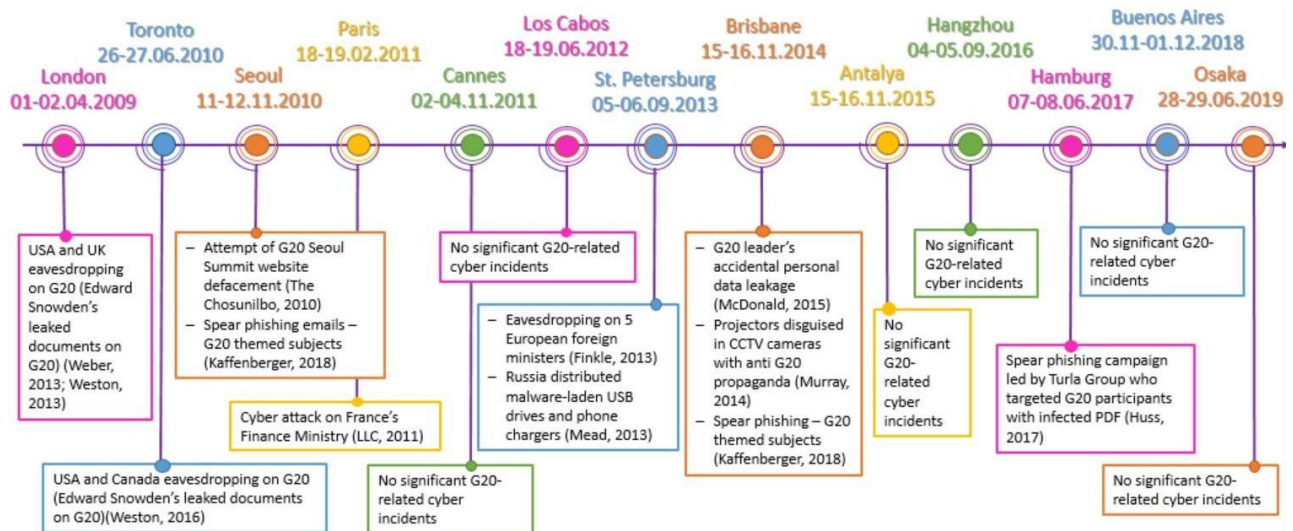 Toronto
26-27.06.2010
Paris
18-19.02.2011
Los Cabos
18-19.06.2012
Brisbane
15-16.11.2014
Hangzhou
04-05.09.2016
Buenos Aires
30.11-01.12.2018
London
01-02.04.2009
Seoul
11-12.11.2010
Cannes
02-04.11.2011
St. Petersburg
05-06.09.2013
Antalya
15-16.11.2015
Hamburg
07-08.06.2017
Osaka
28-29.06.2019
USA and UK
eavesdropping
on G20 (Edward
Snowden's
leaked
documents on
G20) (Weber,
2013; Weston,
2013)
– Attempt of G20 Seoul
Summit website
defacement (The
Chosunilbo, 2010)
– Spear phishing emails –
G20 themed subjects
(Kaffenberger, 2018)
No significant G20-related
cyber incidents
– G20 leader's
accidental personal
data leakage
(McDonald, 2015)
– Projectors disguised
in CCTV cameras
with anti G20
propaganda (Murray,
2014)
– Spear phishing – G20
themed subjects
(Kaffenberger, 2018)
No significant
G20-related
cyber incidents
No significant G20-
related cyber
incidents
– Eavesdropping on 5
European foreign
ministers (Finkle, 2013)
– Russia distributed
malware-laden USB
drives and phone
chargers (Mead, 2013)
No
significant
G20-
related
cyber
incidents
Spear phishing campaign
led by Turla Group who
targeted G20 participants
with infected PDF (Huss,
2017)
Cyber attack on France's
Finance Ministry (LLC, 2011)
USA and Canada eavesdropping on G20
(Edward Snowden's leaked documents
on G20)(Weston, 2016)
No significant G20-
related cyber
incidents
No significant G20-
related cyber incidents